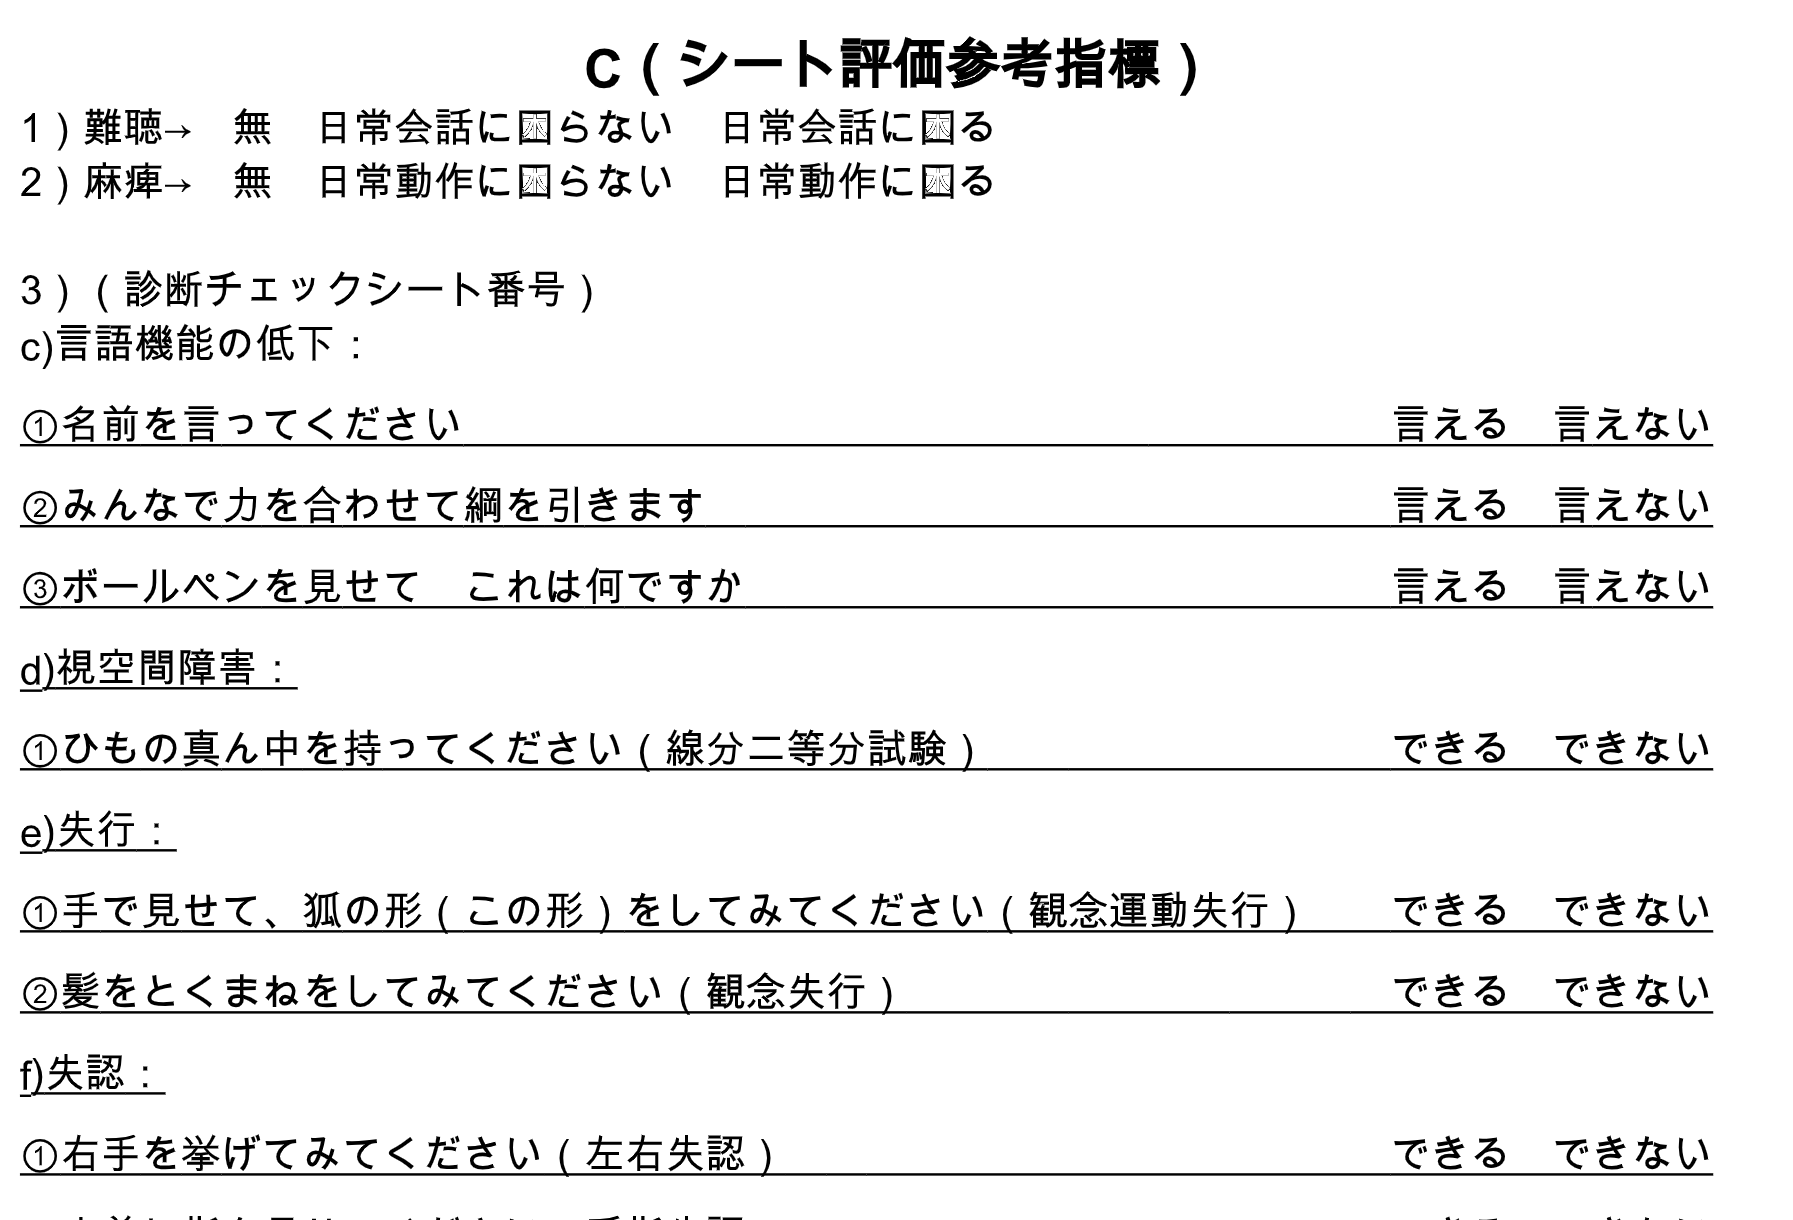 C（シート評価参考指標）
1）難聴→　無　日常会話に困らない　日常会話に困る
2）麻痺→　無　日常動作に困らない　日常動作に困る
3）（診断チェックシート番号）
c)言語機能の低下：
①名前を言ってください　言える　言えない
②みんなで力を合わせて綱を引きます　言える　言えない
③ボールペンを見せて　これは何ですか　言える　言えない
d)視空間障害：
①ひもの真ん中を持ってください（線分二等分試験）　できる　できない
e)失行：
①手で見せて、狐の形（この形）をしてみてください（観念運動失行）　できる　できない
②髪をとくまねをしてみてください（観念失行）　できる　できない
f)失認：
①右手を挙げてみてください（左右失認）　できる　できない